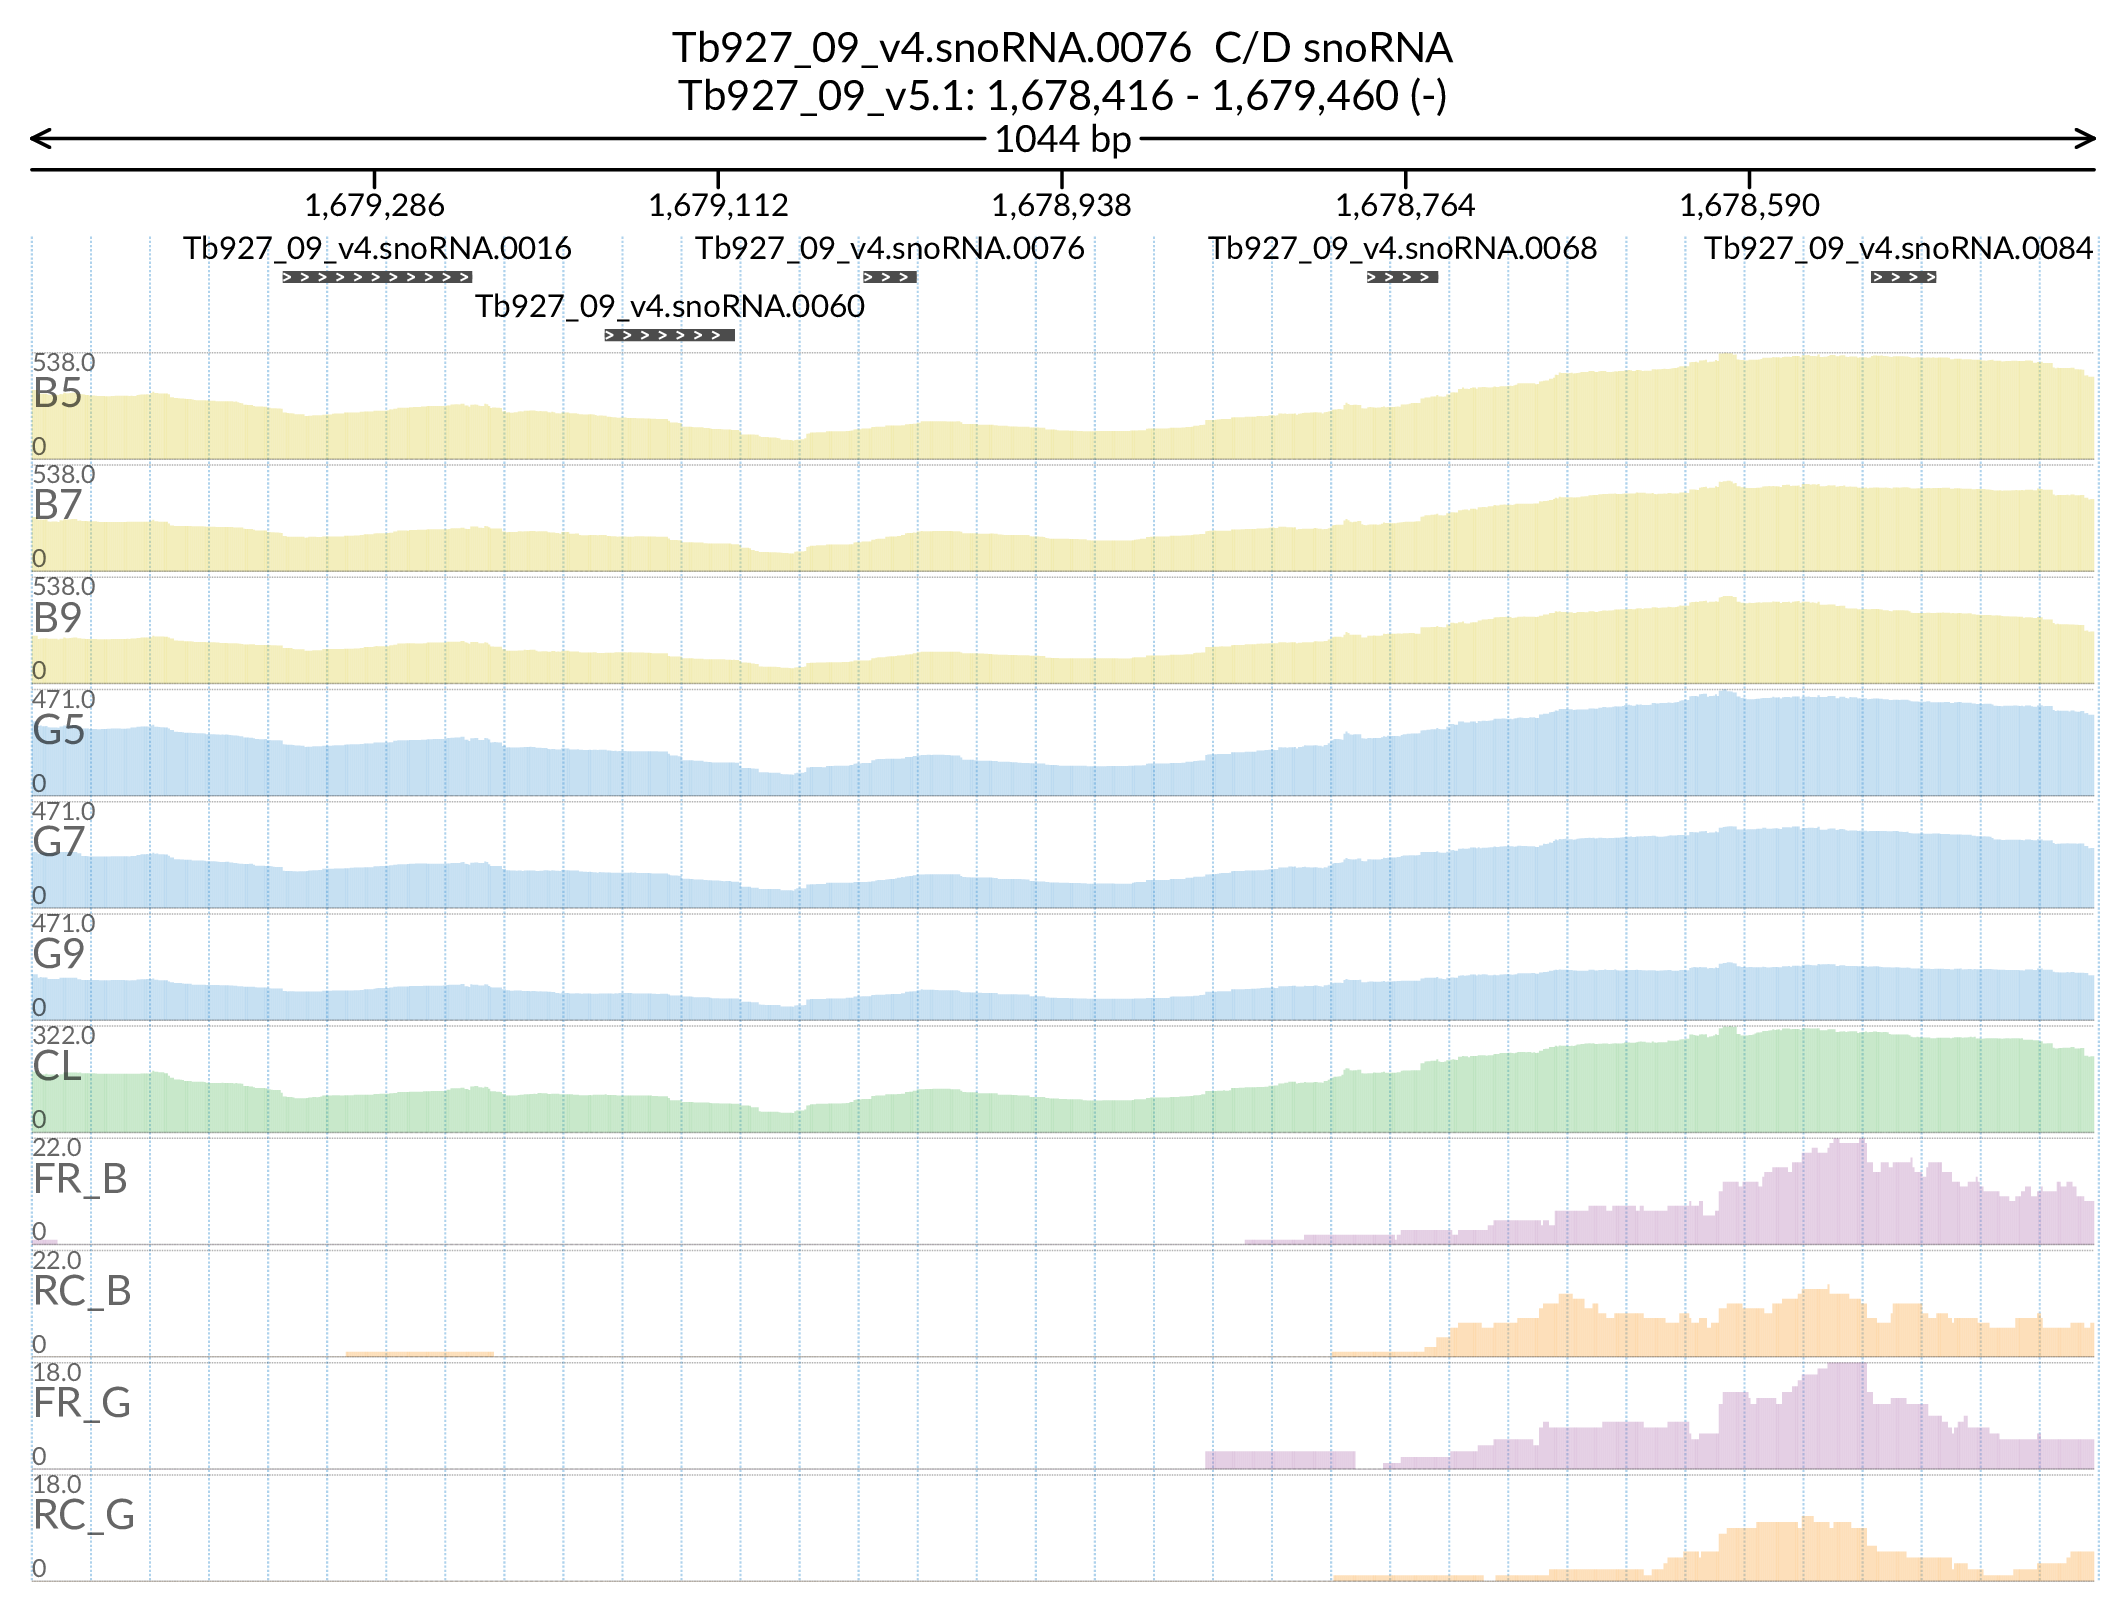 Tb927_09_v4.snoRNA.0076  C/D snoRNA
Tb927_09_v5.1: 1,678,416 - 1,679,460 (-)
1044 bp
1,679,286 1,679,112 1,678,938 1,678,764 1,678,590
Tb927_09_v4.snoRNA.0016 Tb927_09_v4.snoRNA.0076 Tb927_09_v4.snoRNA.0068 Tb927_09_v4.snoRNA.0084
Tb927_09_v4.snoRNA.0060
538.0
B5
0
538.0
B7
0
538.0
B9
0
471.0
G5
0
471.0
G7
0
471.0
G9
0
322.0
CL
0
22.0
FR_B
0
22.0
RC_B
0
18.0
FR_G
0
18.0
RC_G
0